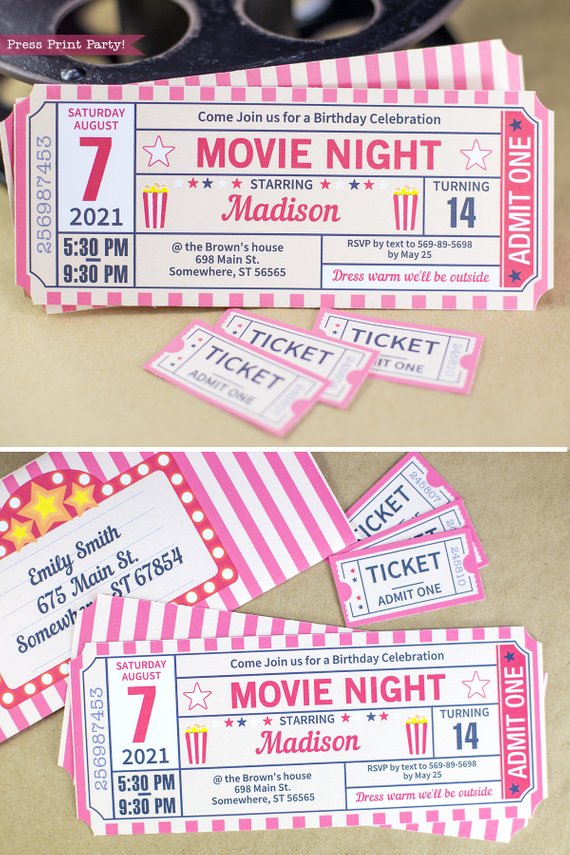 Press Print Party!
256987453
SATURDAY
AUGUST
7
2021
5:30 PM
9:30 PM
Come Join us for a Birthday Celebration
MOVIE NIGHT
STARRING
Madison
TURNING
14
@ the Brown's house
698 Main St.
Somewhere, ST 56565
RSVP by text to 569-89-5698
by May 25
Dress warm we'll be outside
ADMIT ONE
TICKET
ADMIT ONE
TICKET
TICKET
ADMIT ONE
245810
Emily Smith
675 Main St.
Somewhere, ST 67854
TICKET
245807
TICKET
ADMIT ONE
245810
256987453
SATURDAY
AUGUST
7
2021
5:30 PM
9:30 PM
Come Join us for a Birthday Celebration
MOVIE NIGHT
STARRING
Madison
TURNING
14
@ the Brown's house
698 Main St.
Somewhere, ST 56565
RSVP by text to 569-89-5698
by May 25
Dress warm we'll be outside
ADMIT ONE